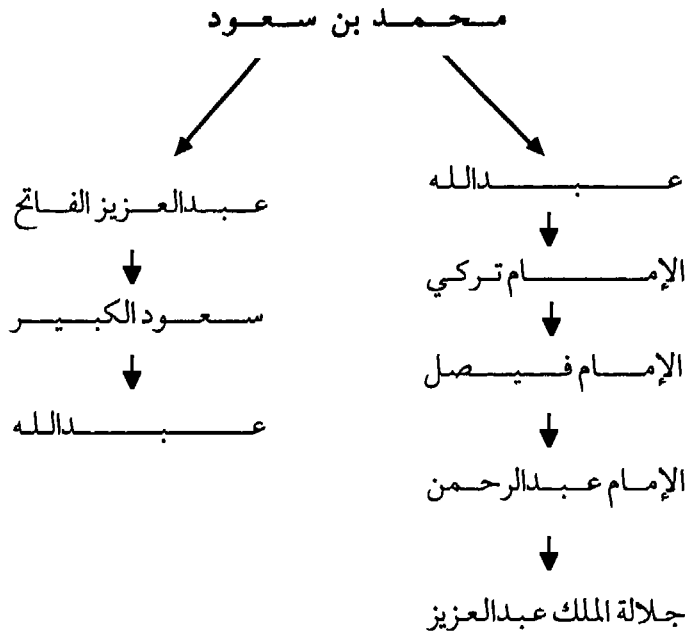 محمد بن سعود
عبدالله
عبدالعزيز الفاتح
الإمام تركي
سعود الكبير
الإمام فيصل
عبدالله
الإمام عبدالرحمن
جلالة الملك عبدالعزيز